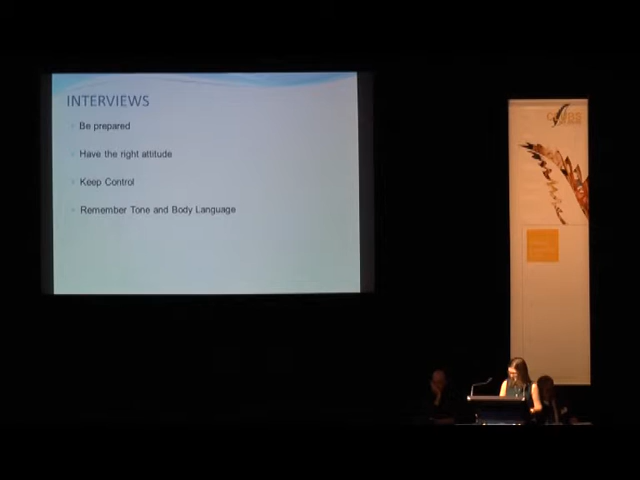 INTERVIEWS
Be prepared
Have the right attitude
Keep Control
Remember Tone and Body Language